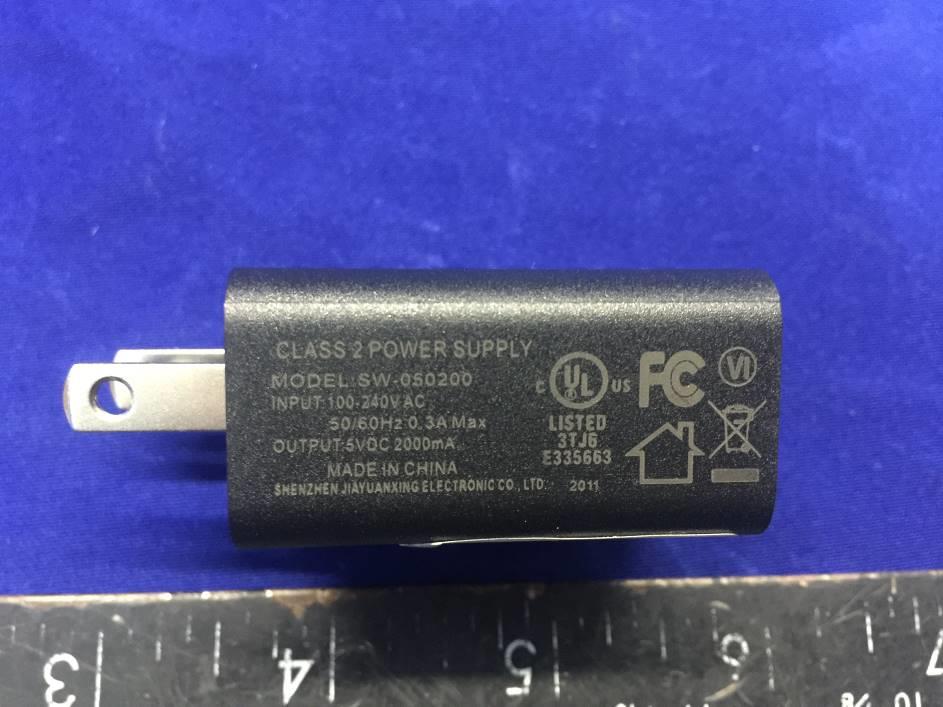 CLASS 2 POWER SUPPLY
MODEL:SW-050200
INPUT:100-240V AC
50/60Hz 0.3A Max
OUTPUT:5VDC 2000mA
MADE IN CHINA
SHENZHEN JIAYUANXING ELECTRONIC CO., LTD. 2011
C UL US
LISTED
3TJ6
E335663
FC
VI
3 4 5 6 7
10